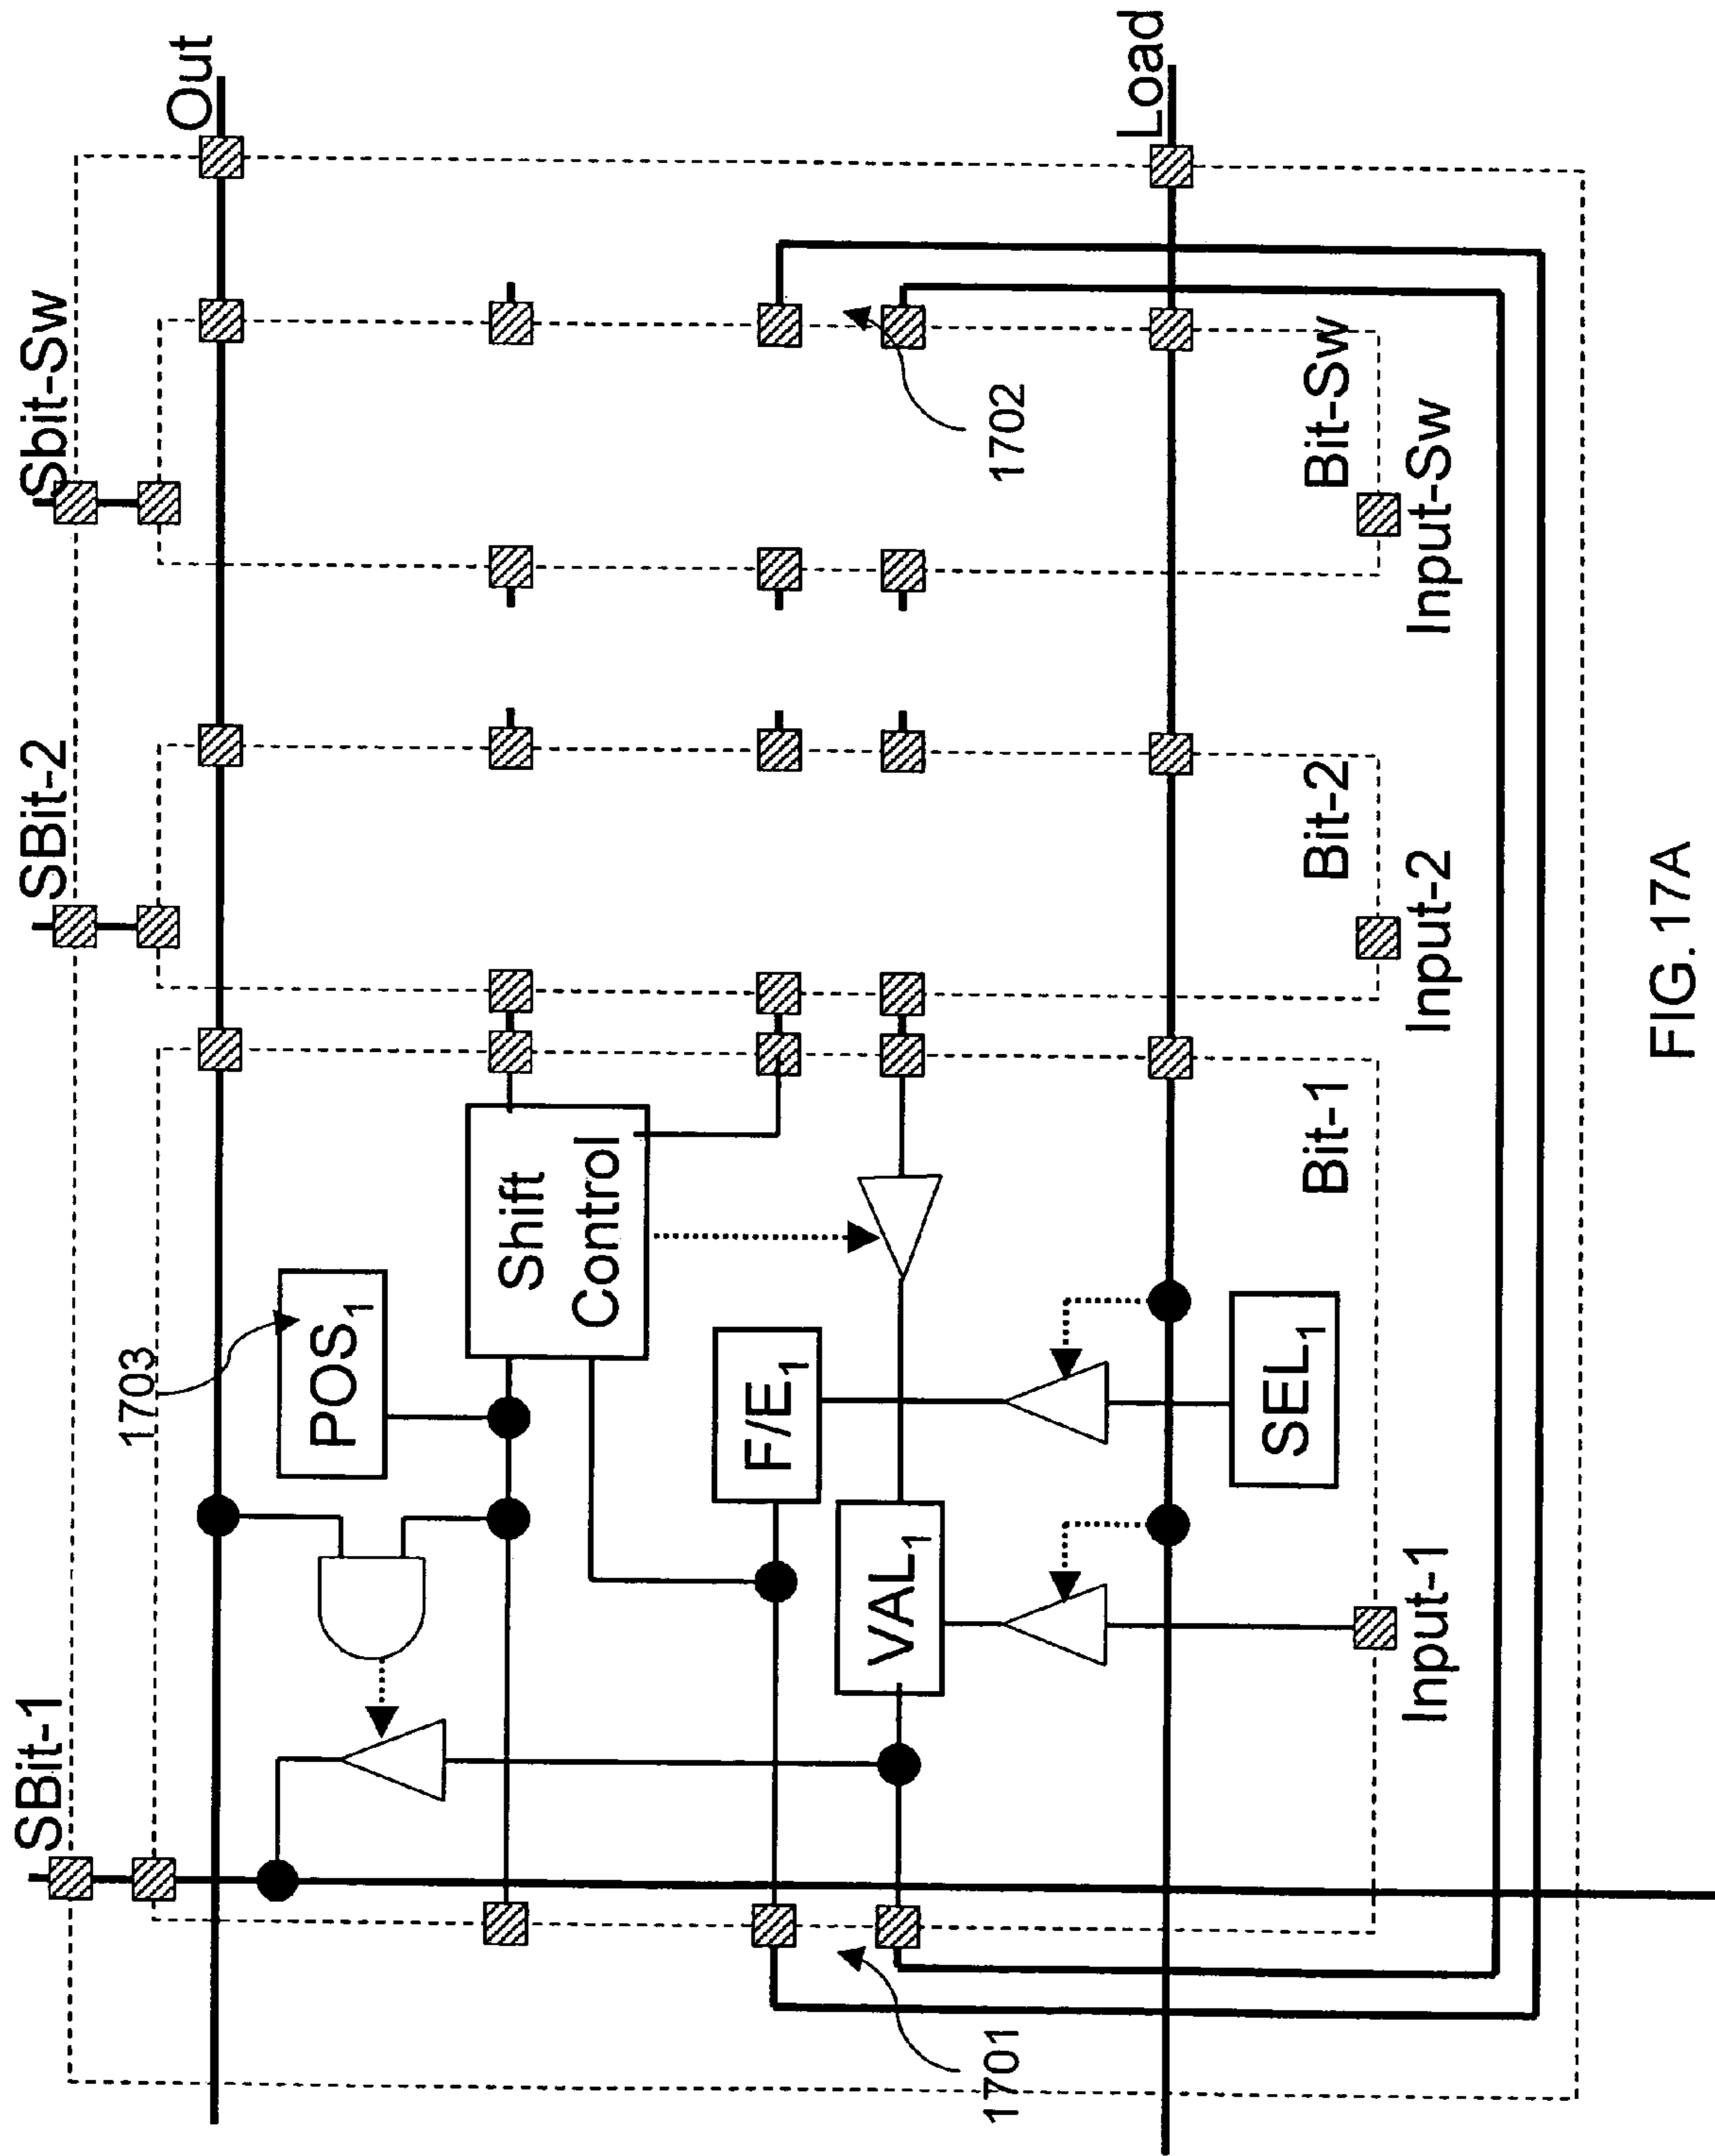 SBit-1
SBit-2
Sbit-Sw
Out
1703
POS₁
Shift
Control
F/E₁
VAL₁
SEL₁
1701
1702
Load
Bit-1
Bit-2
Bit-Sw
Input-1
Input-2
Input-Sw
FIG. 17A